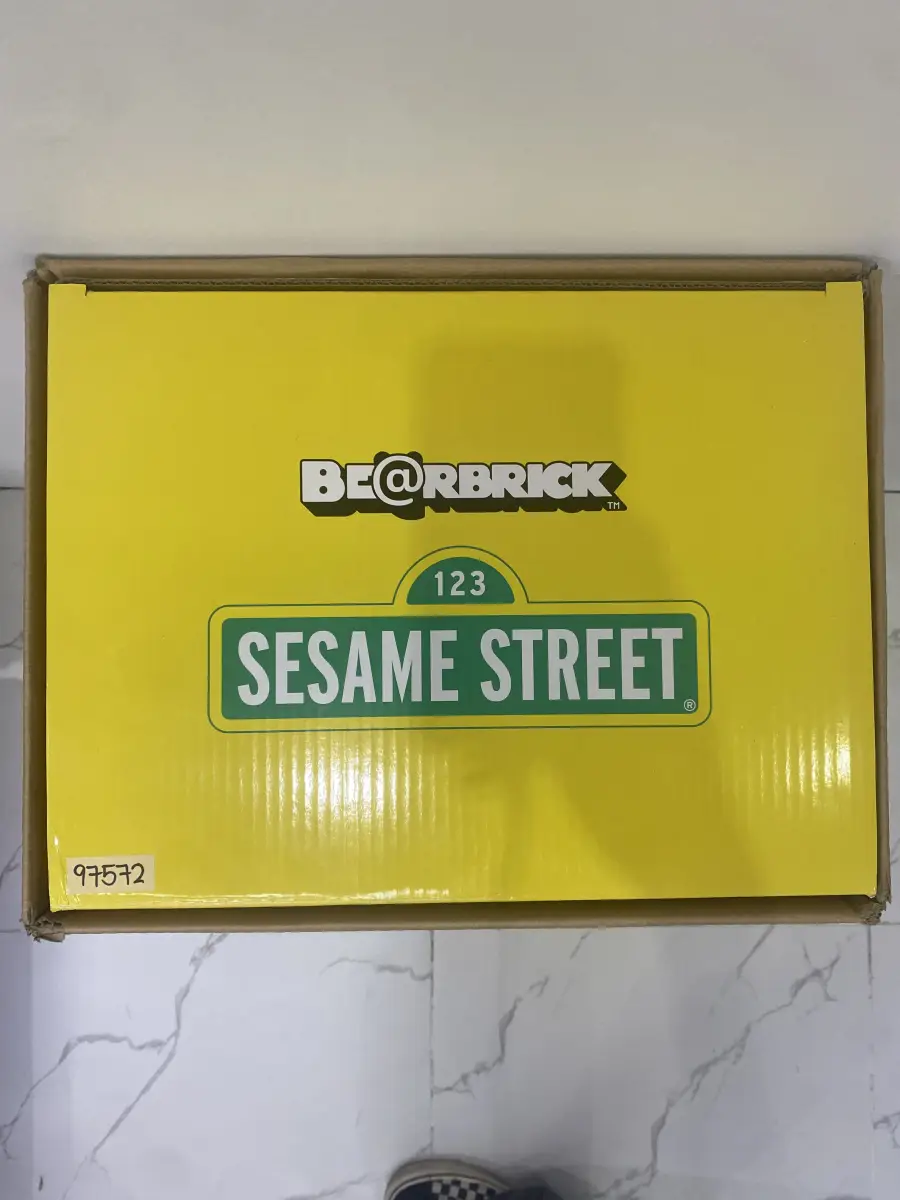 BE@RBRICK
TM
123
SESAME STREET
®
97572